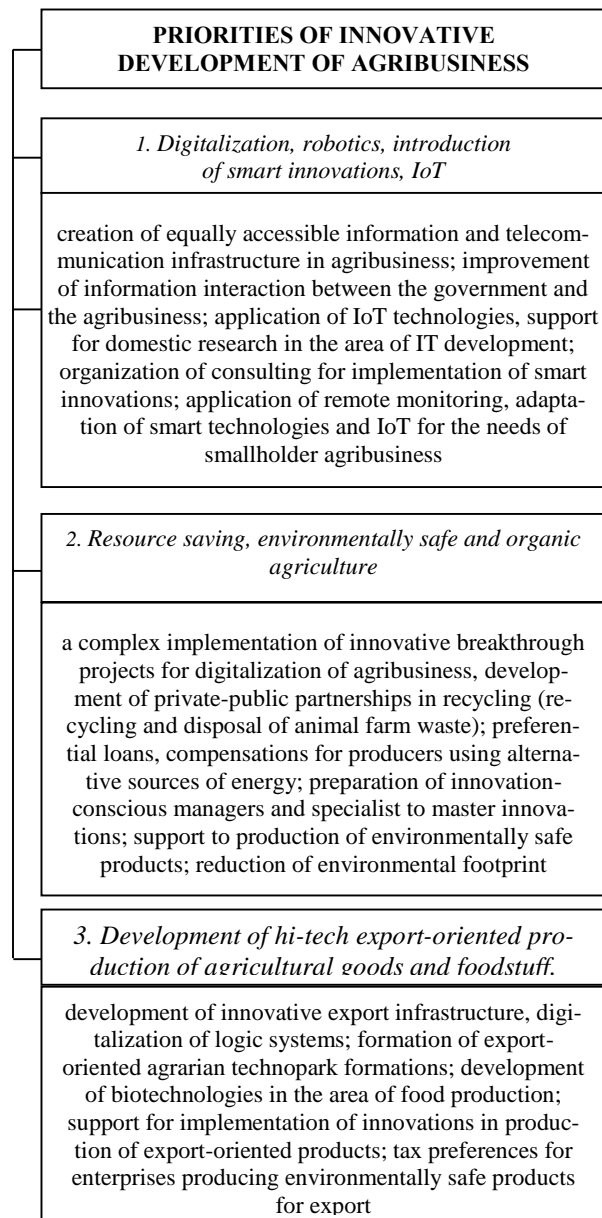 PRIORITIES OF INNOVATIVE
DEVELOPMENT OF AGRIBUSINESS
1. Digitalization, robotics, introduction
of smart innovations, IoT
creation of equally accessible information and telecom-
munication infrastructure in agribusiness; improvement
of information interaction between the government and
the agribusiness; application of IoT technologies, support
for domestic research in the area of IT development;
organization of consulting for implementation of smart
innovations; application of remote monitoring, adapta-
tion of smart technologies and IoT for the needs of
smallholder agribusiness
2. Resource saving, environmentally safe and organic
agriculture
a complex implementation of innovative breakthrough
projects for digitalization of agribusiness, develop-
ment of private-public partnerships in recycling (re-
cycling and disposal of animal farm waste); preferen-
tial loans, compensations for producers using alterna-
tive sources of energy; preparation of innovation-
conscious managers and specialist to master innova-
tions; support to production of environmentally safe
products; reduction of environmental footprint
3. Development of hi-tech export-oriented pro-
duction of agricultural goods and foodstuff.
development of innovative export infrastructure, digi-
talization of logic systems; formation of export-
oriented agrarian technopark formations; development
of biotechnologies in the area of food production;
support for implementation of innovations in produc-
tion of export-oriented products; tax preferences for
enterprises producing environmentally safe products
for export